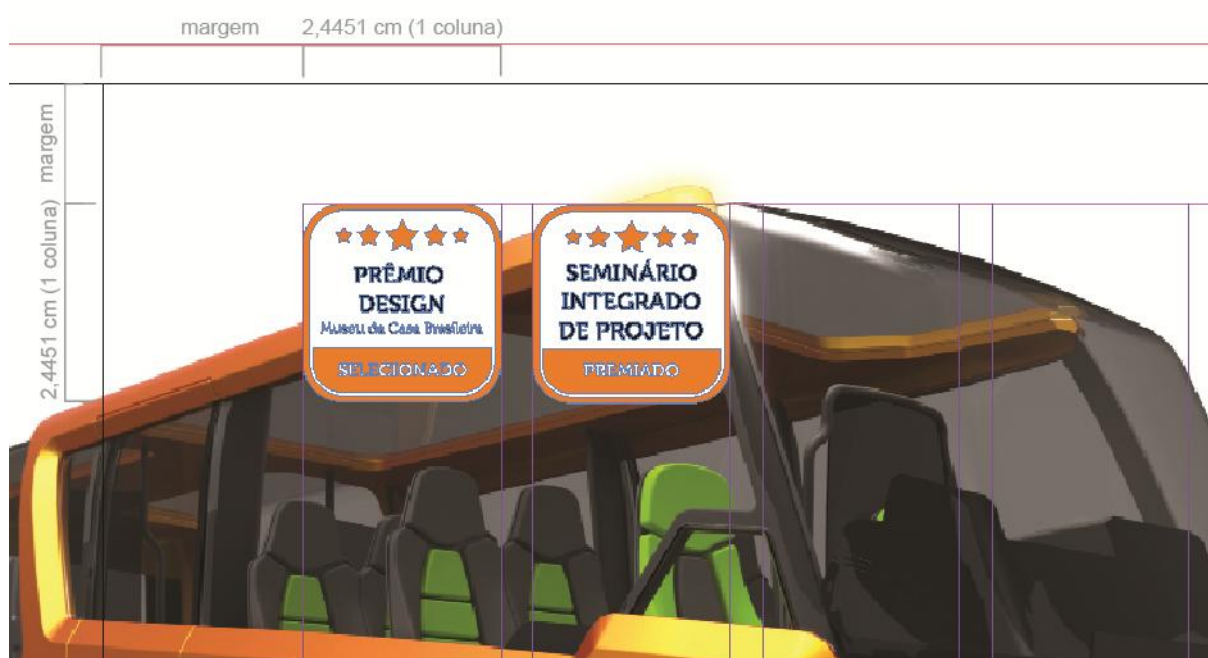 margem 2,4451 cm (1 coluna)
margem
2,4451 cm (1 coluna)
PRÊMIO
DESIGN
Museu da Casa Brasileira
SELECIONADO
SEMINÁRIO
INTEGRADO
DE PROJETO
PREMIADO